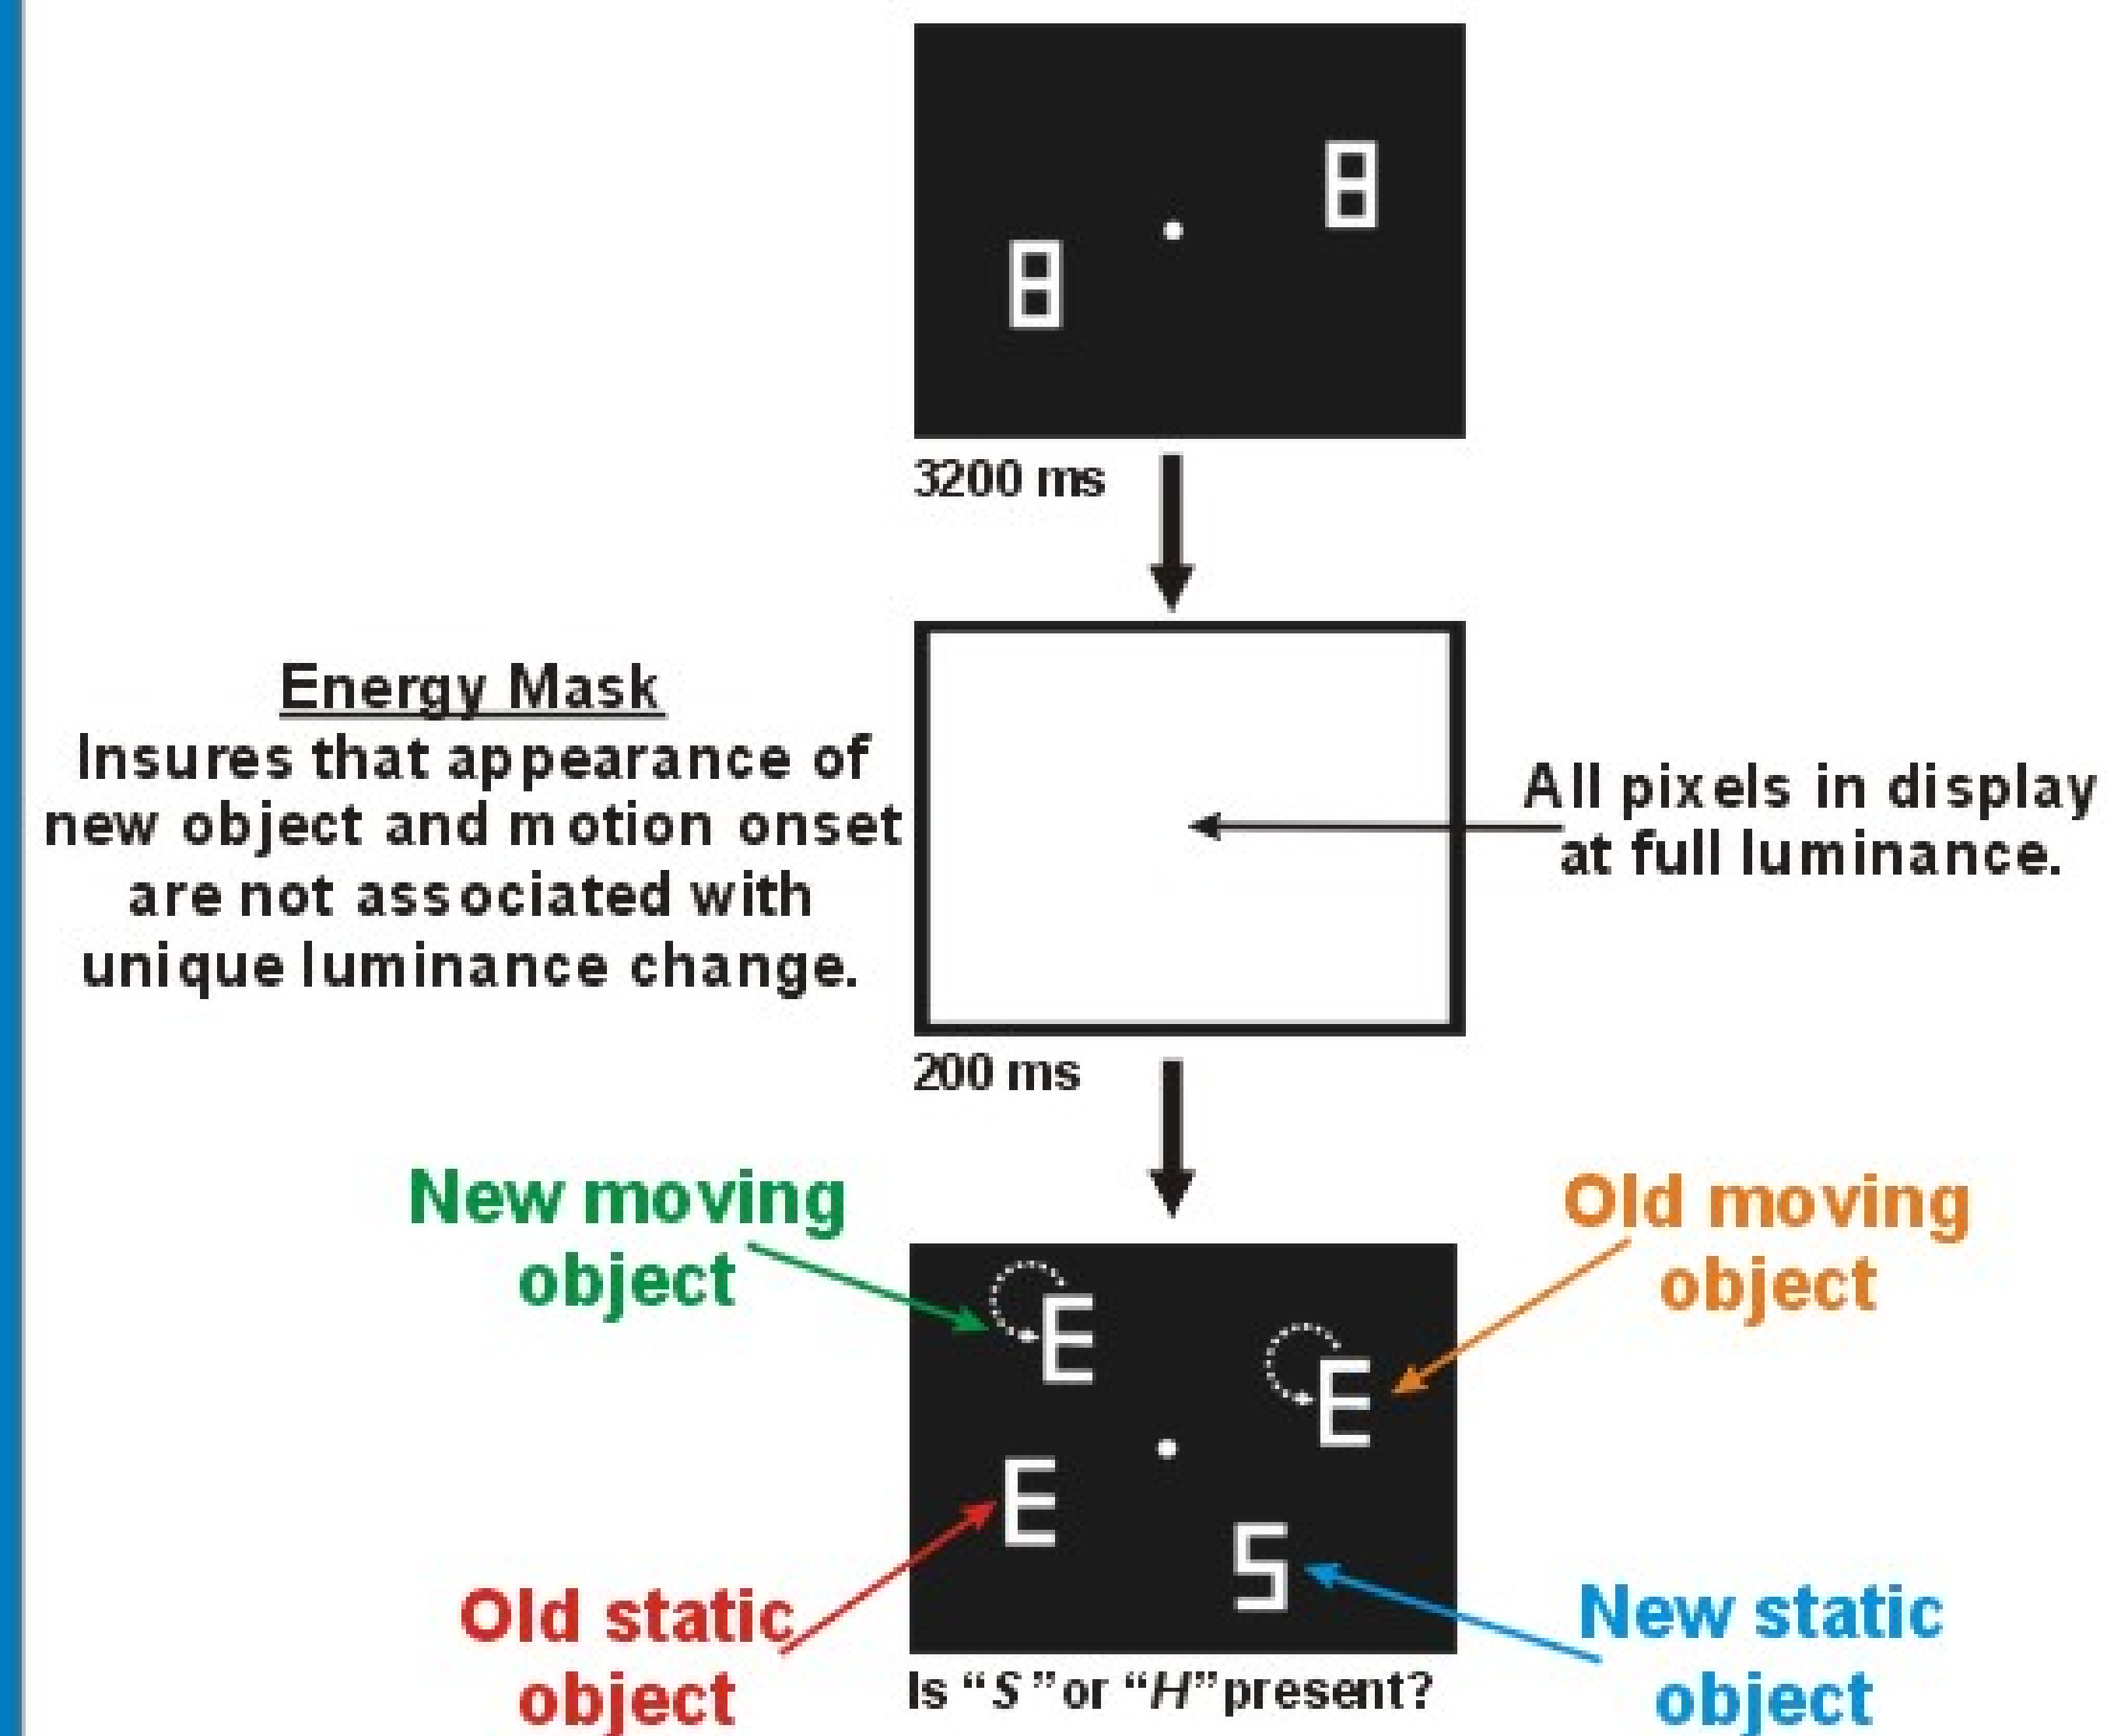 8
8
3200 ms
Energy Mask
Insures that appearance of
new object and motion onset
are not associated with
unique luminance change.
All pixels in display
at full luminance.
200 ms
New moving
object
Old moving
object
E
E
E
S
Old static
object
New static
object
Is “S” or “H” present?